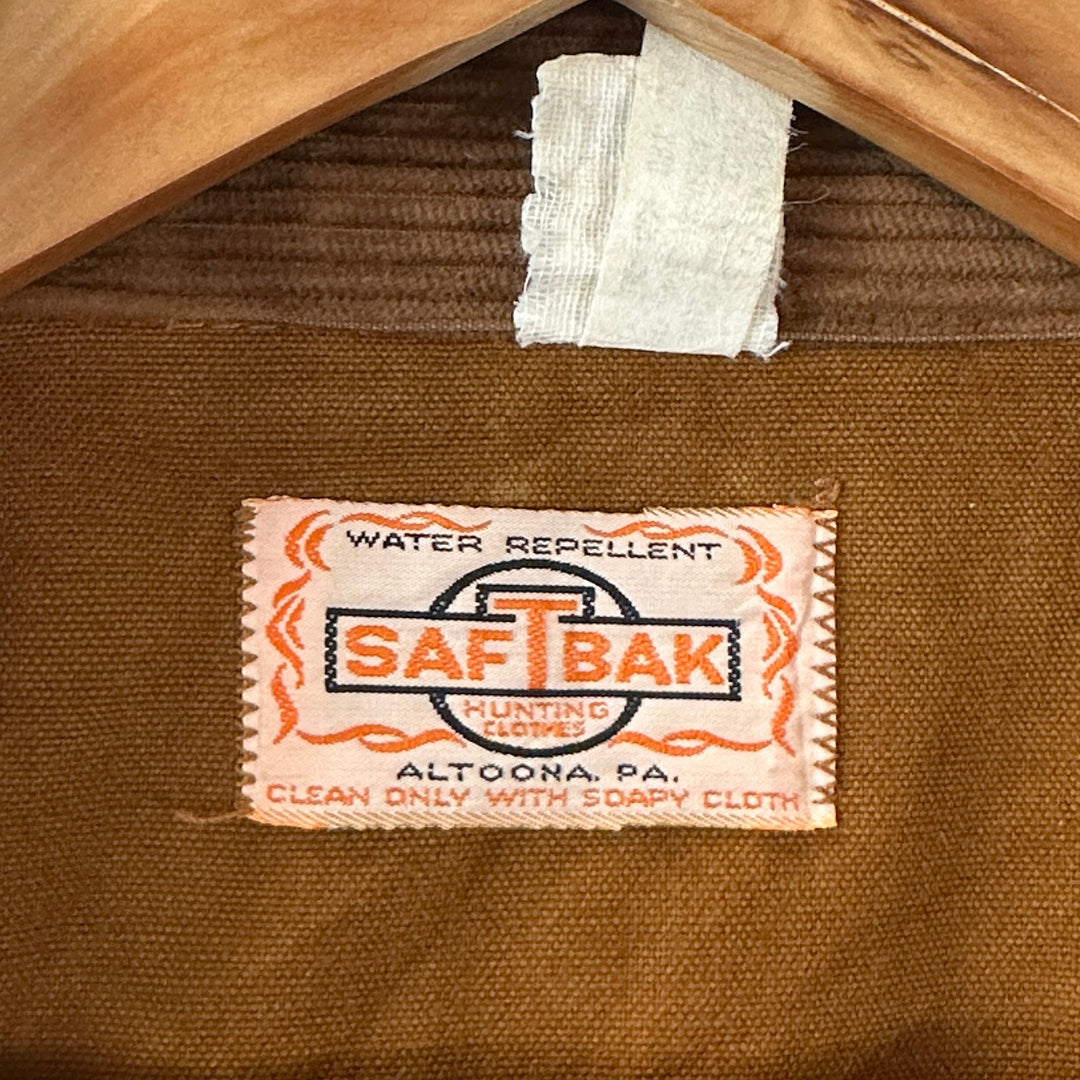 WATER REPELLENT
SAFTBAK
HUNTING
CLOTHES
ALTOONA, PA.
CLEAN ONLY WITH SOAPY CLOTH